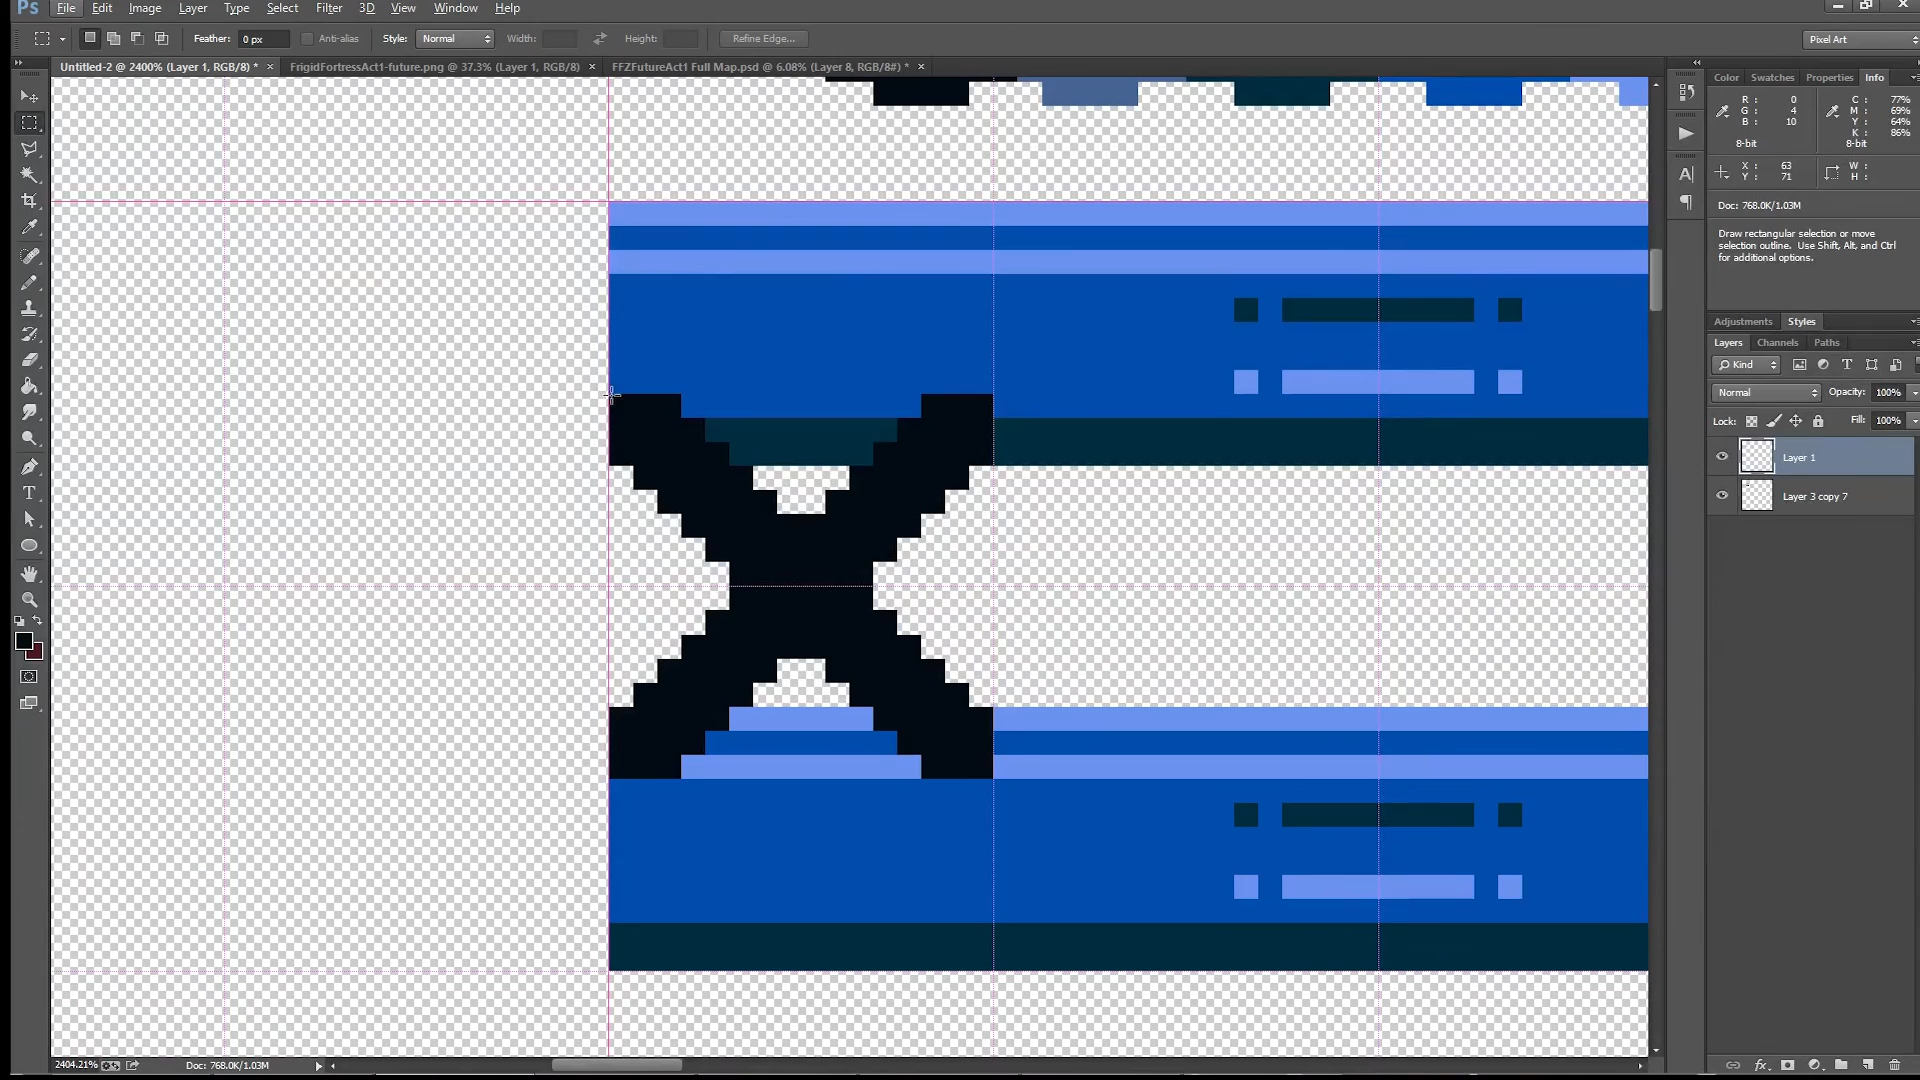 Ps File Edit Image Layer Type Select Filter 3D View Window Help
Feather: 0 px Anti-alias Style: Normal Width: Height: Refine Edge... Pixel Art
Untitled-2 @ 2400% (Layer 1, RGB/8) * × FrigidFortressAct1-future.png @ 37.3% (Layer 1, RGB/8) × FFZFutureAct1 Full Map.psd @ 6.08% (Layer 8, RGB/8#) * ×
Color Swatches Properties Info
R: 0 C: 77%
G: 4 M: 69%
B: 10 Y: 64%
K: 86%
8-bit 8-bit
X: 63 W:
Y: 71 H:
Doc: 768.0K/1.03M
Draw rectangular selection or move
selection outline. Use Shift, Alt, and Ctrl
for additional options.
Adjustments Styles
Layers Channels Paths
Kind
Normal Opacity: 100%
Lock: Fill: 100%
Layer 1
Layer 3 copy 7
2404.21% Doc: 768.0K/1.03M
fx